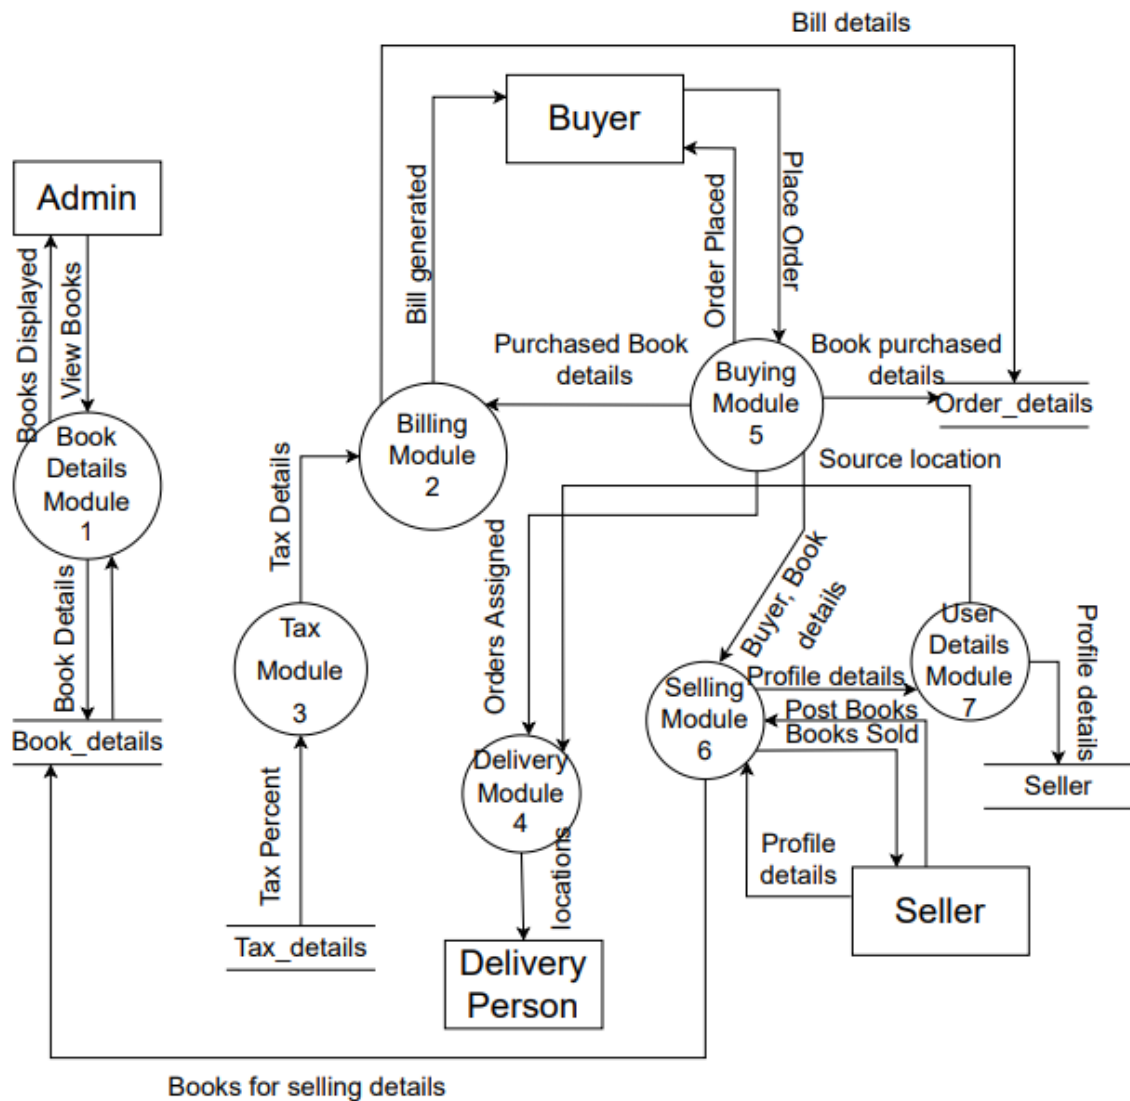 Bill details
Buyer
Admin
Books Displayed
View Books
Bill generated
Order Placed
Place Order
Purchased Book
details
Book purchased
details
Buying
Module
5
Order_details
Billing
Module
2
Book
Details
Module
1
Source location
Tax Details
Orders Assigned
Buyer, Book
details
Book Details
Tax
Module
3
User
Details
Module
7
Profile details
Selling
Module
6
Profile details
Post Books
Books Sold
Book_details
Delivery
Module
4
Seller
Tax Percent
locations
Profile
details
Seller
Tax_details
Delivery
Person
Books for selling details